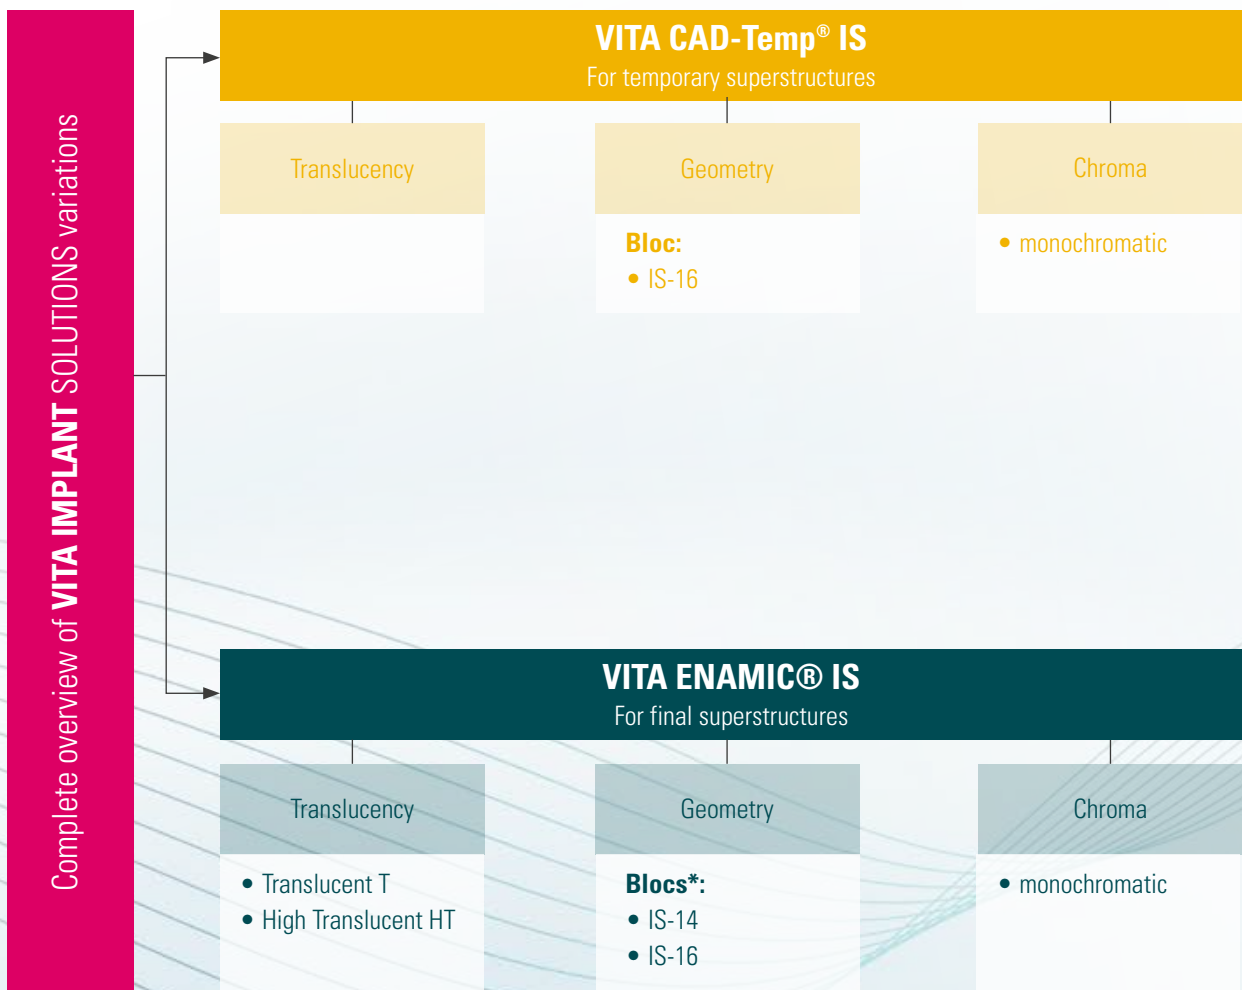 Complete overview of VITA IMPLANT SOLUTIONS variations
VITA CAD-Temp® IS
For temporary superstructures
Translucency
Geometry
Chroma
Bloc:
• IS-16
• monochromatic
VITA ENAMIC® IS
For final superstructures
Translucency
Geometry
Chroma
• Translucent T
• High Translucent HT
Blocs*:
• IS-14
• IS-16
• monochromatic